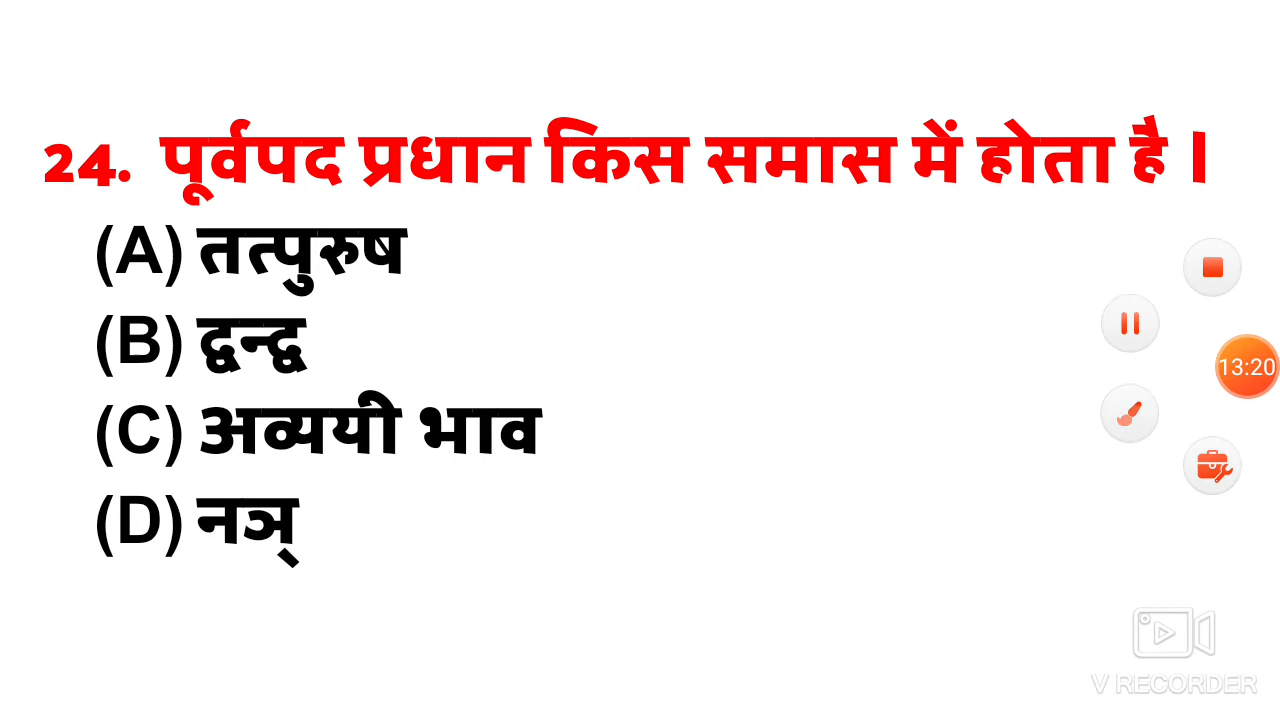 24. पूर्वपद प्रधान किस समास में होता है ।
(A) तत्पुरुष
(B) द्वन्द्व
(C) अव्ययी भाव
(D) नञ्
13:20
V RECORDER